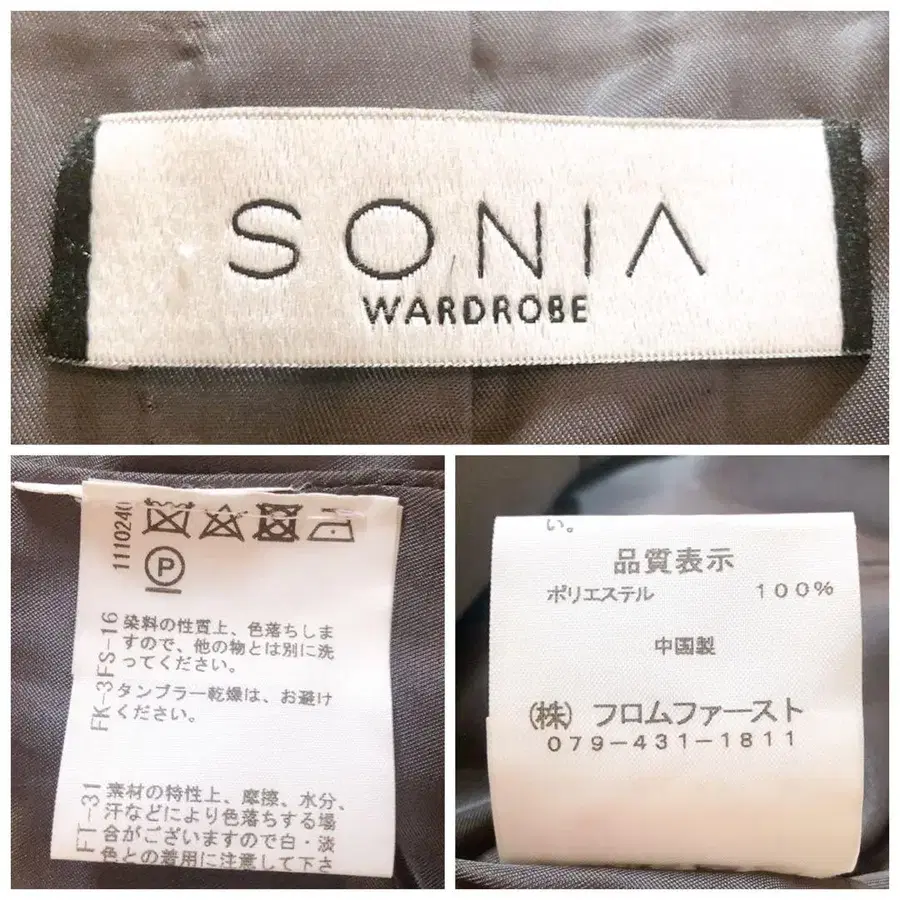 SONIA
WARDROBE
1110240
P
染料の性質上、色落ちしま
すので、他の物とは別に洗
ってください。
タンブラー乾燥は、お避け
ください。
FK-3FS-16
素材の特性上、摩擦、水分、
汗などにより色落ちする場
合がございますので白・淡
色との着用に注意して下さ
FT-31
い。
品質表示
ポリエステル 100%
中国製
(株) フロムファースト
079-431-1811